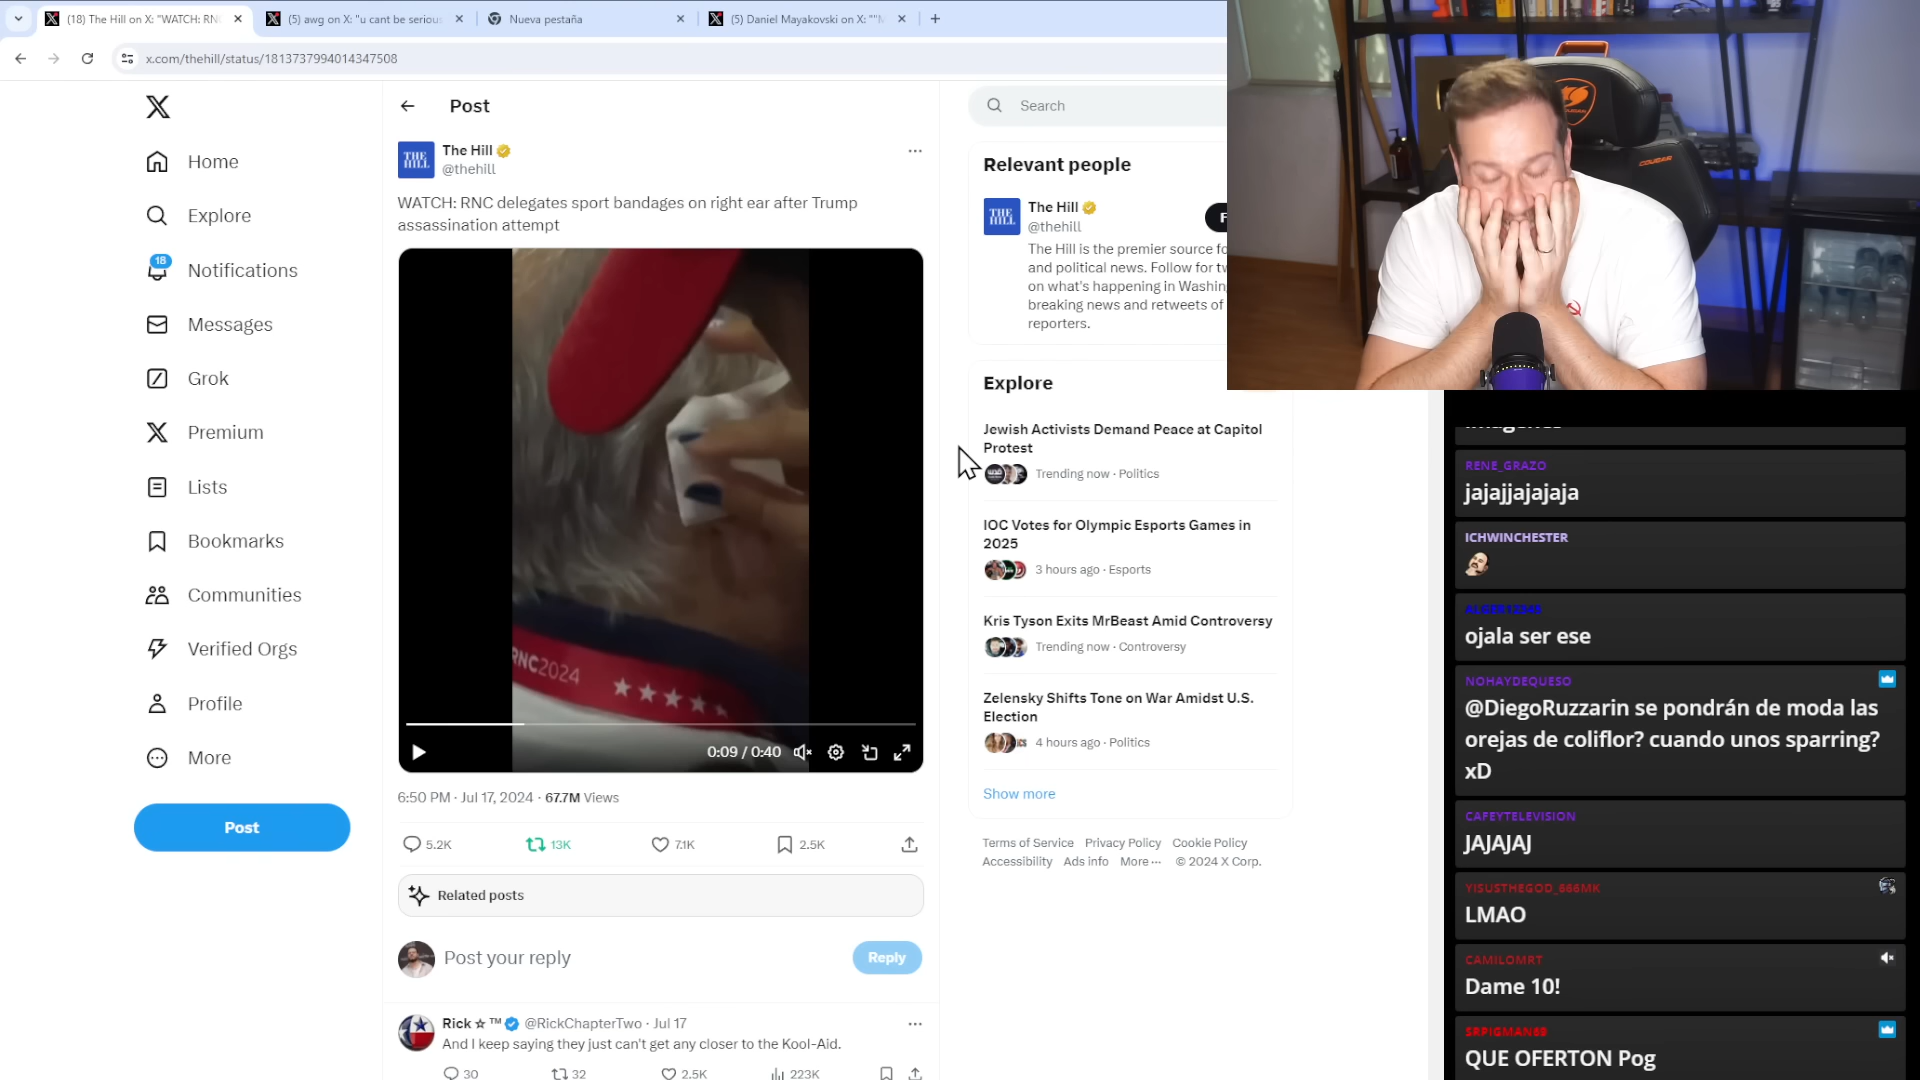 (18) The Hill on X: "WATCH: RN
(5) awg on X: "u cant be serious
Nueva pestaña
(5) Daniel Mayakovski on X: ""M
x.com/thehill/status/1813737994014347508
Home
Explore
18
Notifications
Messages
Grok
Premium
Lists
Bookmarks
Communities
Verified Orgs
Profile
More
Post
Post
THE HILL
The Hill
@thehill
WATCH: RNC delegates sport bandages on right ear after Trump
assassination attempt
RNC2024
0:09 / 0:40
6:50 PM · Jul 17, 2024 · 67.7M Views
5.2K
13K
7.1K
2.5K
Related posts
Post your reply
Reply
Rick ☆ ™ @RickChapterTwo · Jul 17
And I keep saying they just can't get any closer to the Kool-Aid.
30
32
2.5K
223K
Search
Relevant people
THE HILL
The Hill
@thehill
F
The Hill is the premier source fo
and political news. Follow for tw
on what's happening in Washin
breaking news and retweets of
reporters.
Explore
Jewish Activists Demand Peace at Capitol
Protest
Trending now · Politics
IOC Votes for Olympic Esports Games in
2025
3 hours ago · Esports
Kris Tyson Exits MrBeast Amid Controversy
Trending now · Controversy
Zelensky Shifts Tone on War Amidst U.S.
Election
4 hours ago · Politics
Show more
Terms of Service Privacy Policy Cookie Policy
Accessibility Ads info More ··· © 2024 X Corp.
COUGAR
RENE_GRAZO
jajajjajajaja
ICHWINCHESTER
ojala ser ese
NOHAYDEQUESO
@DiegoRuzzarin se pondrán de moda las
orejas de coliflor? cuando unos sparring?
xD
CAFEYTELEVISION
JAJAJAJ
YISUSTHEGOD_666MK
LMAO
CAMILOMRT
Dame 10!
SRPIGMAN69
QUE OFERTON Pog